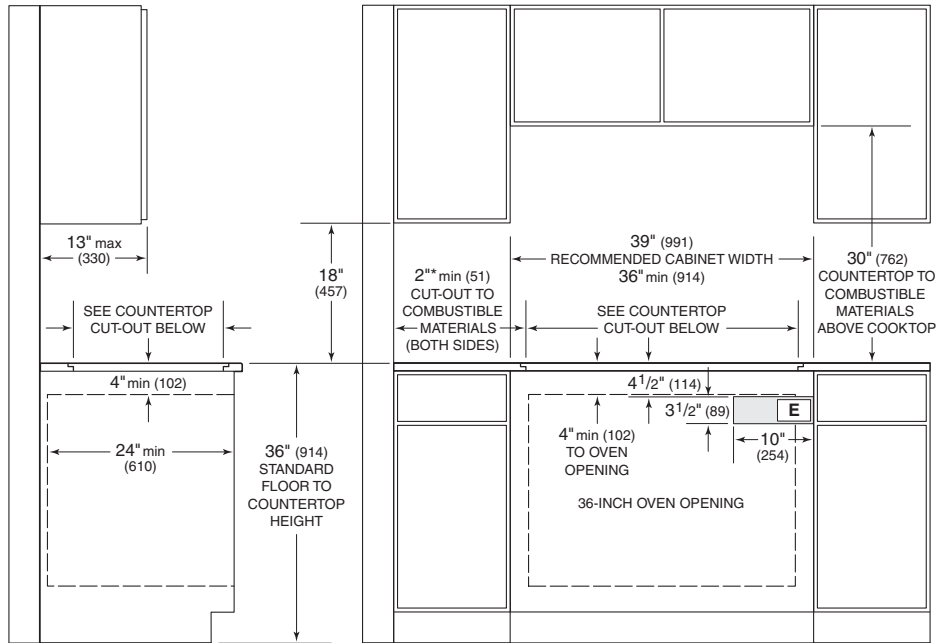 13" max
(330)
SEE COUNTERTOP
CUT-OUT BELOW
4" min (102)
24" min
(610)
18"
(457)
36" (914)
STANDARD
FLOOR TO
COUNTERTOP
HEIGHT
2"* min (51)
CUT-OUT TO
COMBUSTIBLE
MATERIALS
(BOTH SIDES)
39" (991)
RECOMMENDED CABINET WIDTH
36" min (914)
SEE COUNTERTOP
CUT-OUT BELOW
30" (762)
COUNTERTOP TO
COMBUSTIBLE
MATERIALS
ABOVE COOKTOP
4 1/2" (114)
3 1/2" (89)
E
10"
(254)
4" min (102)
TO OVEN
OPENING
36-INCH OVEN OPENING